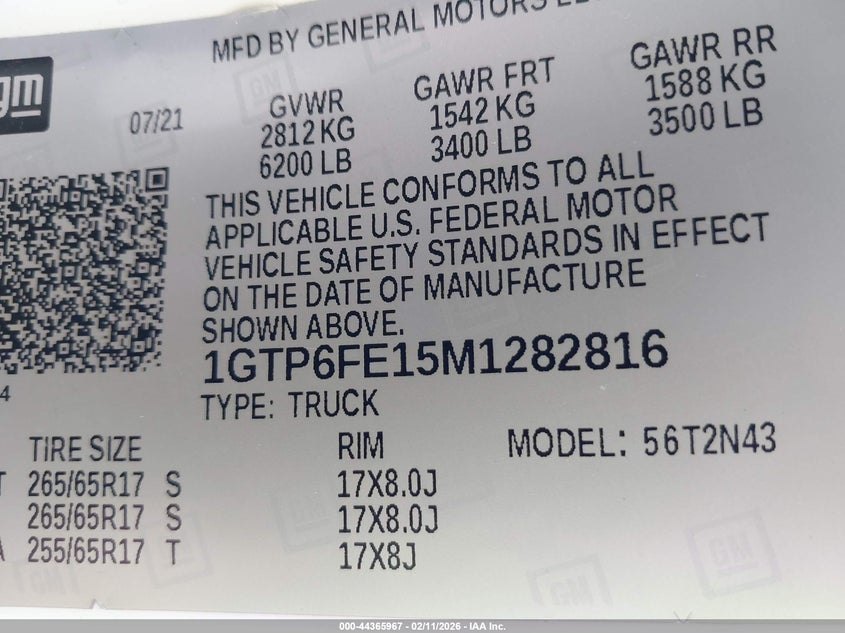 MFD BY GENERAL MOTORS
gm
07/21
GVWR
2812 KG
6200 LB
GAWR FRT
1542 KG
3400 LB
GAWR RR
1588 KG
3500 LB
THIS VEHICLE CONFORMS TO ALL
APPLICABLE U.S. FEDERAL MOTOR
VEHICLE SAFETY STANDARDS IN EFFECT
ON THE DATE OF MANUFACTURE
SHOWN ABOVE.
1GTP6FE15M1282816
4
TYPE: TRUCK
MODEL: 56T2N43
TIRE SIZE RIM
T 265/65R17 S 17X8.0J
265/65R17 S 17X8.0J
A 255/65R17 T 17X8J
000-44365967 - 02/11/2026 - IAA Inc.